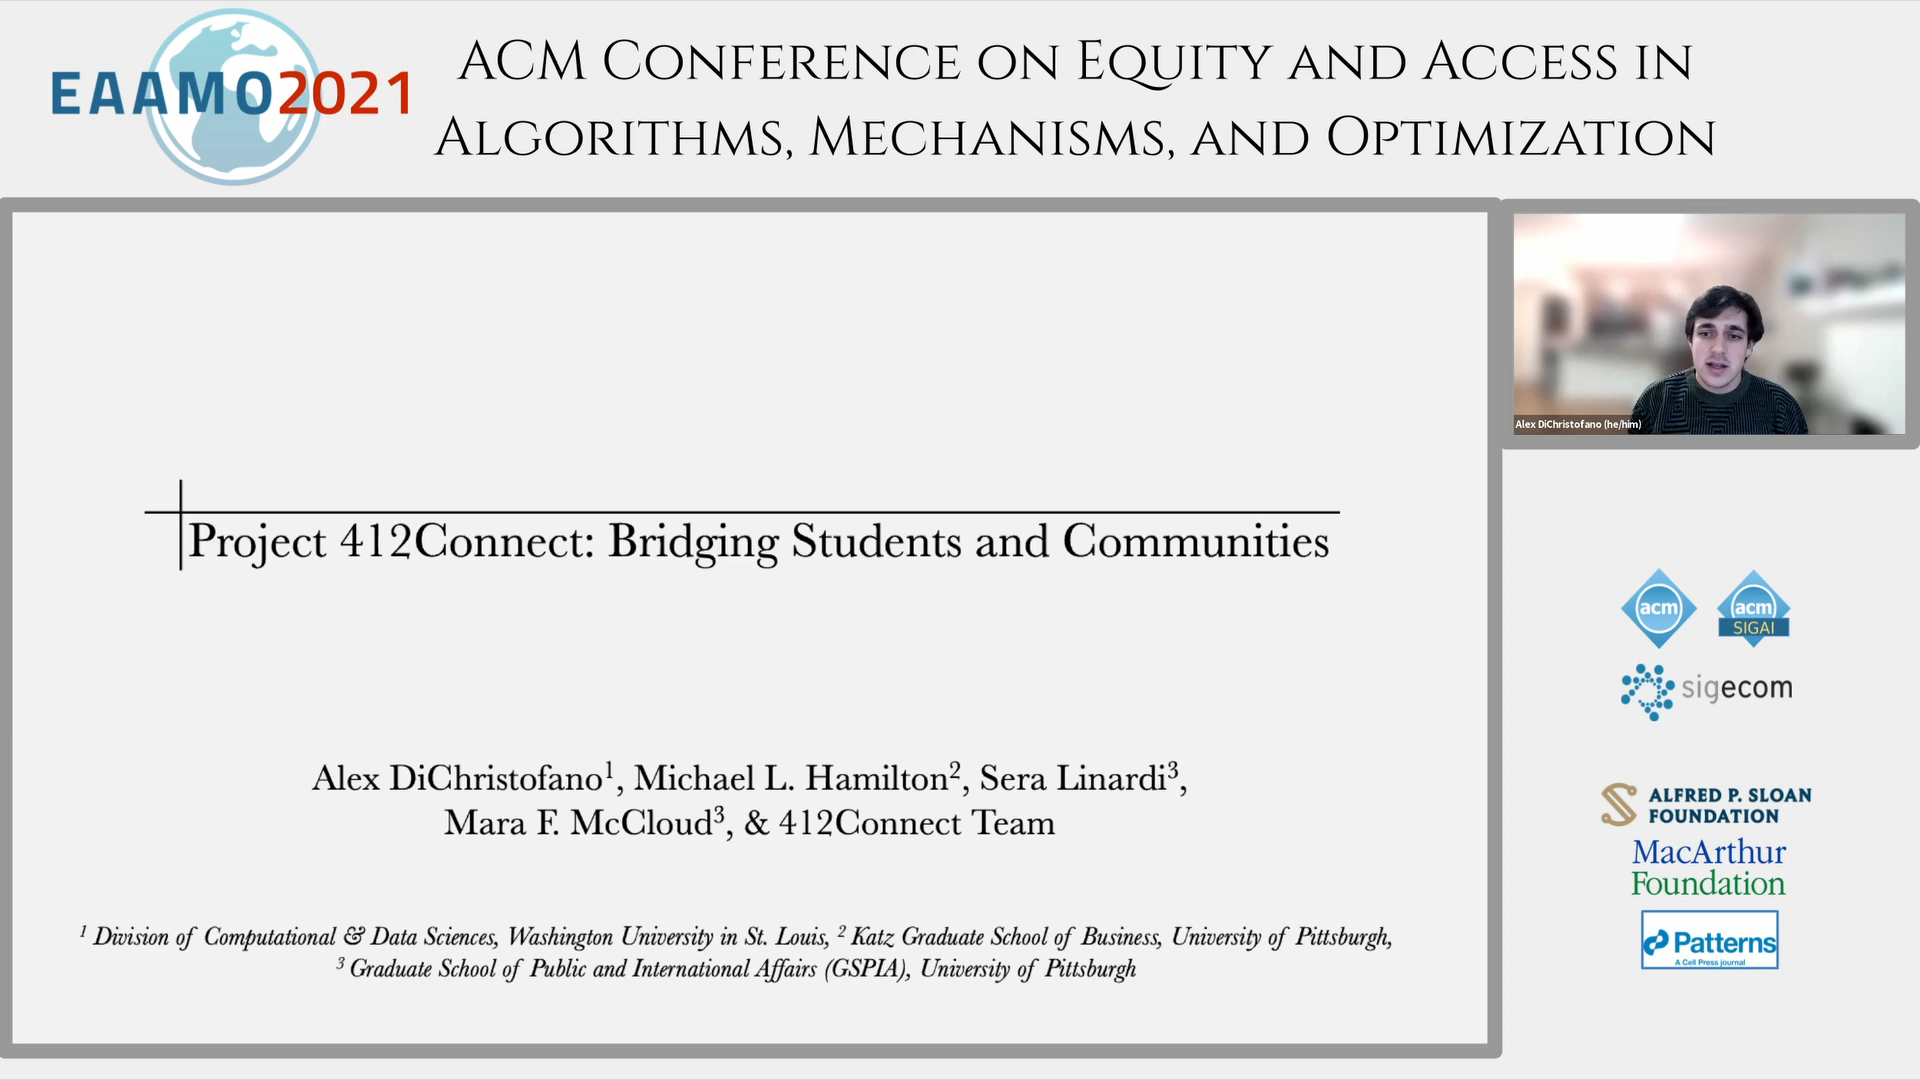 EAAMO2021
ACM Conference on Equity and Access in
Algorithms, Mechanisms, and Optimization
Alex DiChristofano (he/him)
Project 412Connect: Bridging Students and Communities
Alex DiChristofano1, Michael L. Hamilton2, Sera Linardi3,
Mara F. McCloud3, & 412Connect Team
1 Division of Computational & Data Sciences, Washington University in St. Louis, 2 Katz Graduate School of Business, University of Pittsburgh,
3 Graduate School of Public and International Affairs (GSPIA), University of Pittsburgh
acm
acm
SIGAI
sigecom
ALFRED P. SLOAN
FOUNDATION
MacArthur
Foundation
Patterns
A Cell Press journal